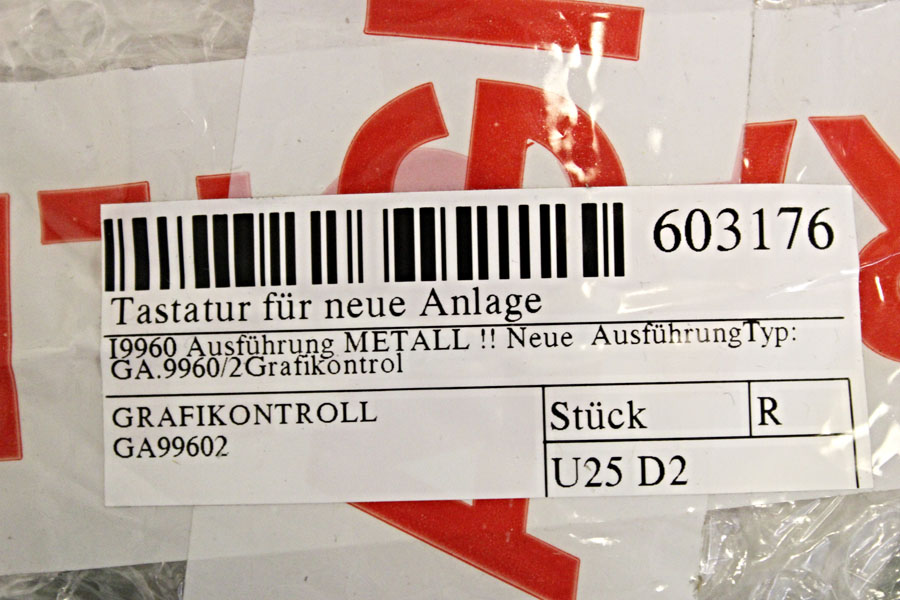 603176
Tastatur für neue Anlage
I9960 Ausführung METALL !! Neue AusführungTyp:
GA.9960/2Grafikontrol
GRAFIKONTROLL
GA99602
Stück R
U25 D2